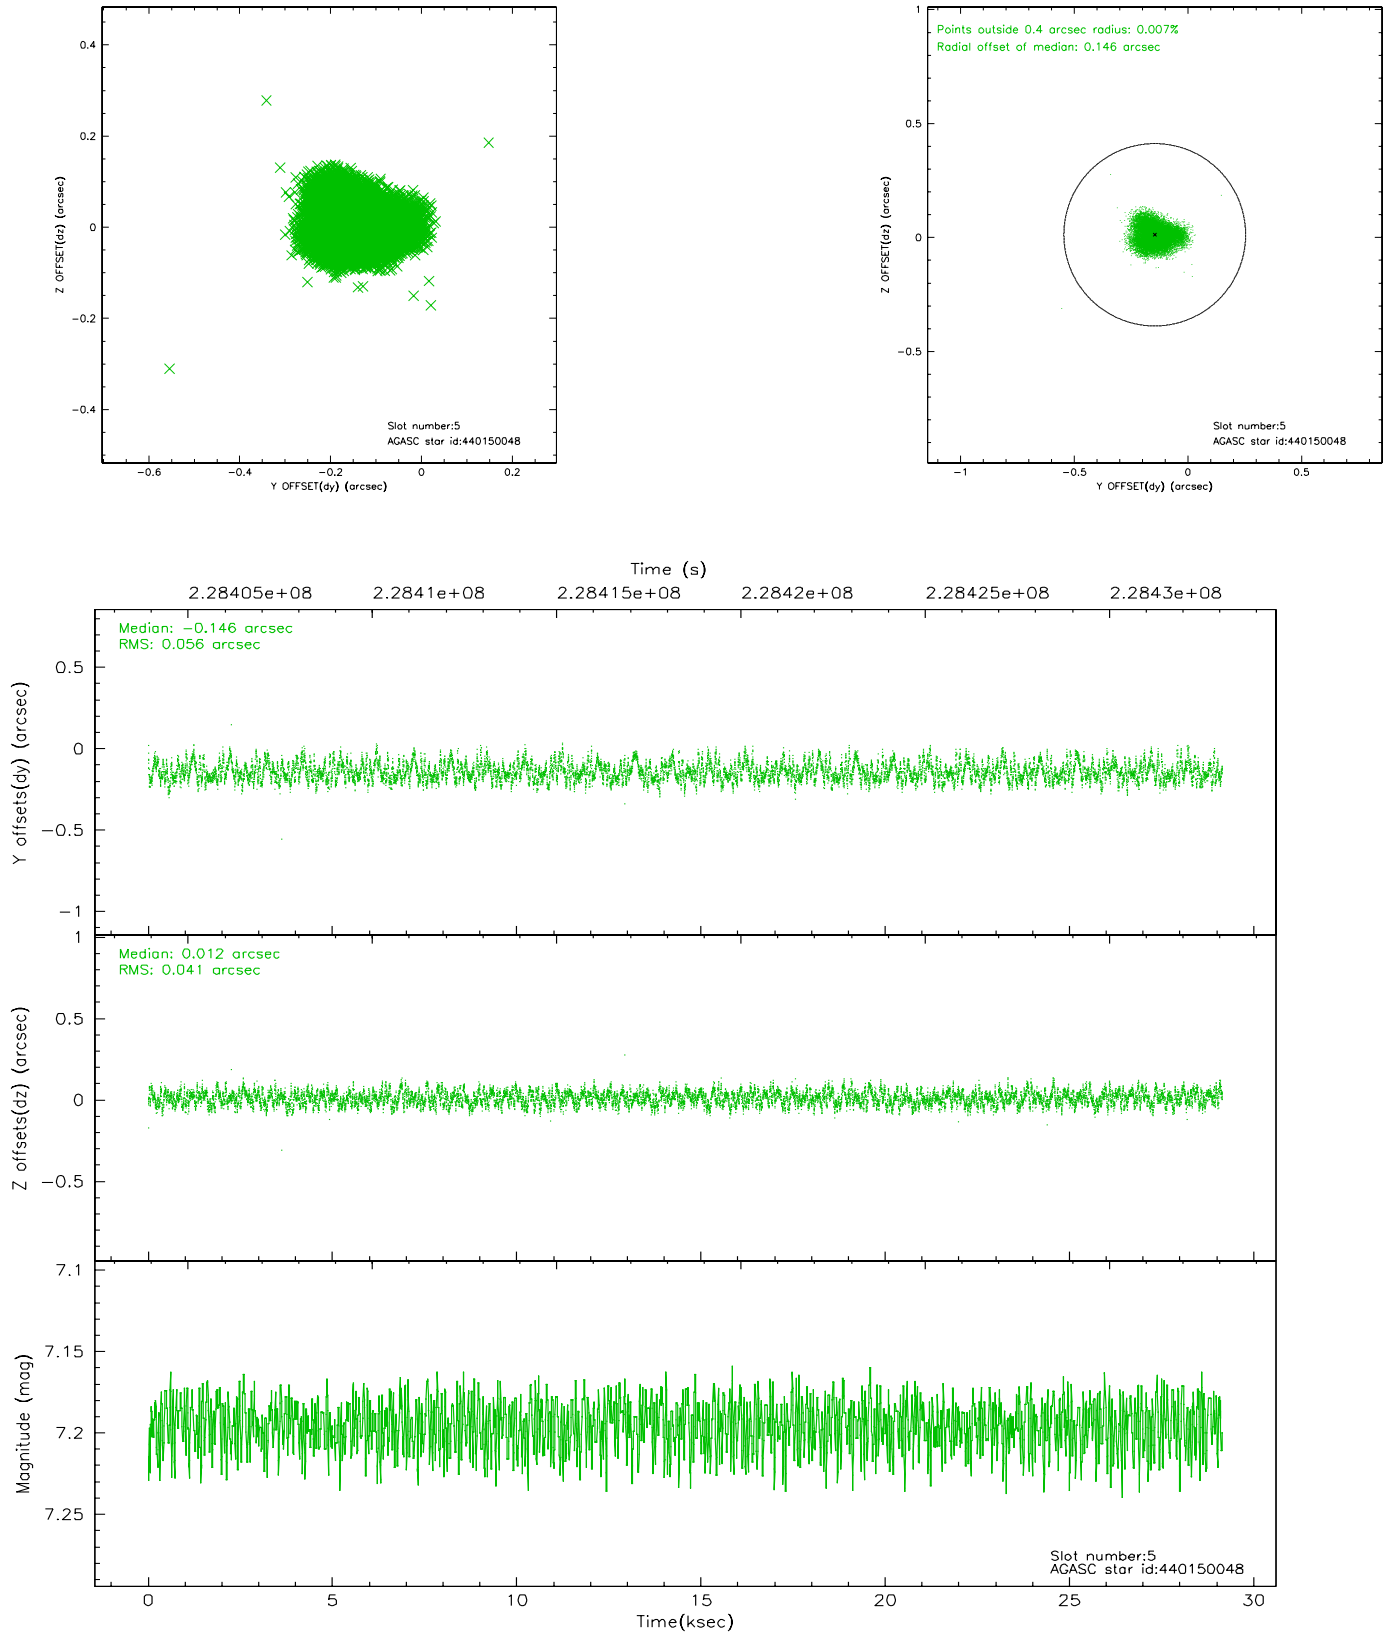 0.4
0.2
0
−0.2
−0.4
Z OFFSET(dz) (arcsec)
Slot number:5
AGASC star id:440150048
−0.6 −0.4 −0.2 0 0.2
Y OFFSET(dy) (arcsec)
Points outside 0.4 arcsec radius: 0.007%
Radial offset of median: 0.146 arcsec
1
0.5
0
−0.5
Z OFFSET(dz) (arcsec)
Slot number:5
AGASC star id:440150048
−1 −0.5 0 0.5
Y OFFSET(dy) (arcsec)
Time (s)
2.28405e+08 2.2841e+08 2.28415e+08 2.2842e+08 2.28425e+08 2.2843e+08
Median: −0.146 arcsec
RMS: 0.056 arcsec
0.5
0
−0.5
−1
Y offsets(dy) (arcsec)
Median: 0.012 arcsec
RMS: 0.041 arcsec
1
0.5
0
−0.5
Z offsets(dz) (arcsec)
7.1
7.15
7.2
7.25
Magnitude (mag)
Slot number:5
AGASC star id:440150048
0 5 10 15 20 25 30
Time(ksec)